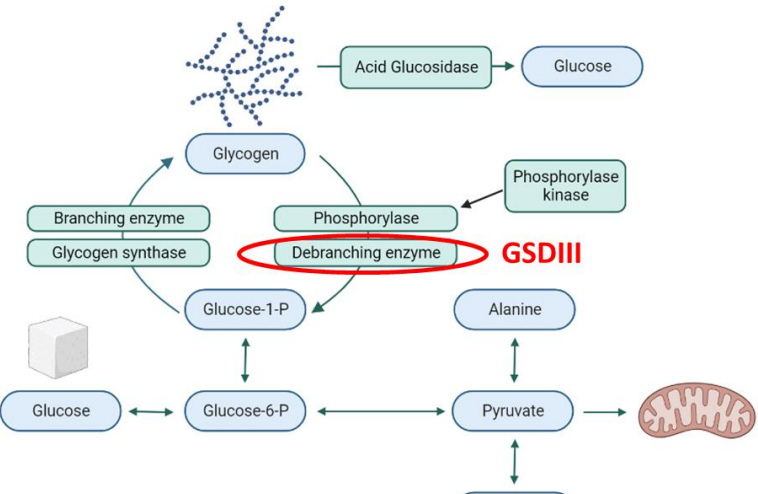 Acid Glucosidase
Glucose
Glycogen
Phosphorylase
kinase
Branching enzyme
Phosphorylase
Glycogen synthase
Debranching enzyme
GSDIII
Glucose-1-P
Alanine
Glucose
Glucose-6-P
Pyruvate